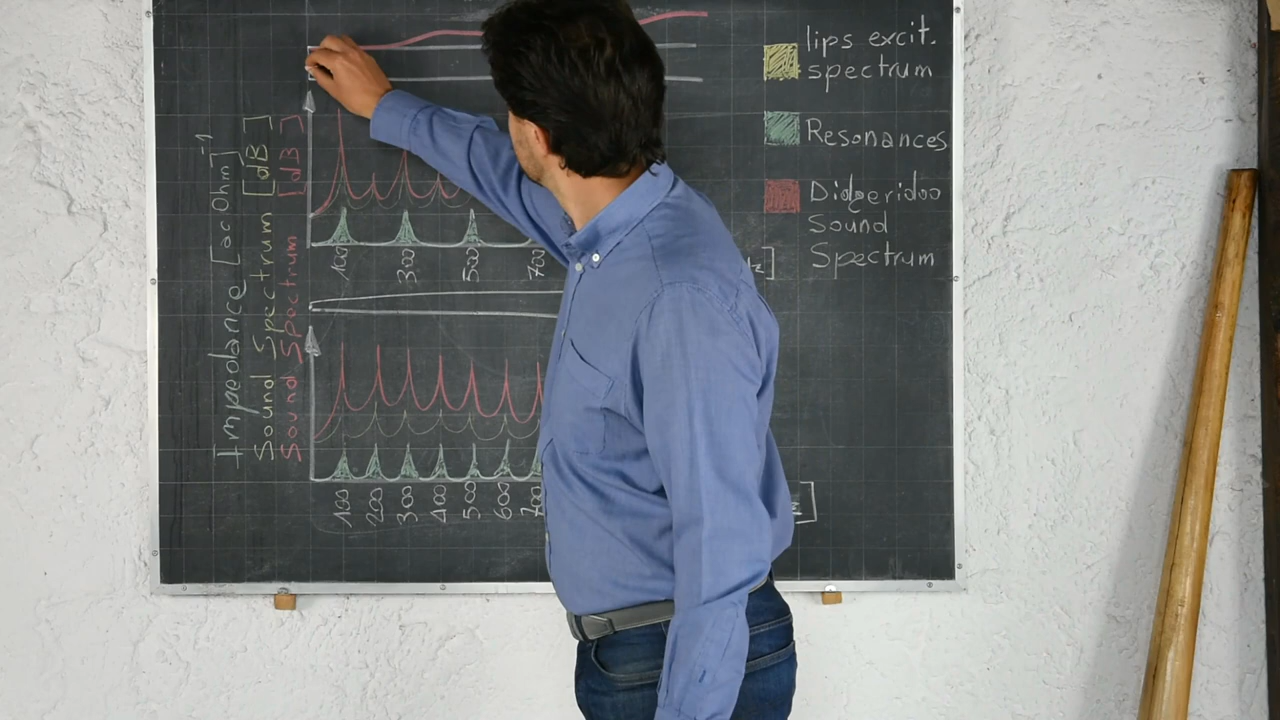 lips excit.
spectrum
Resonances
Didgeridoo
Sound
Spectrum
Impedance [ac.Ohm]-1
Sound Spectrum [dB]
Sound Spectrum [dB]
100 300 500 700
100 200 300 400 500 600 700